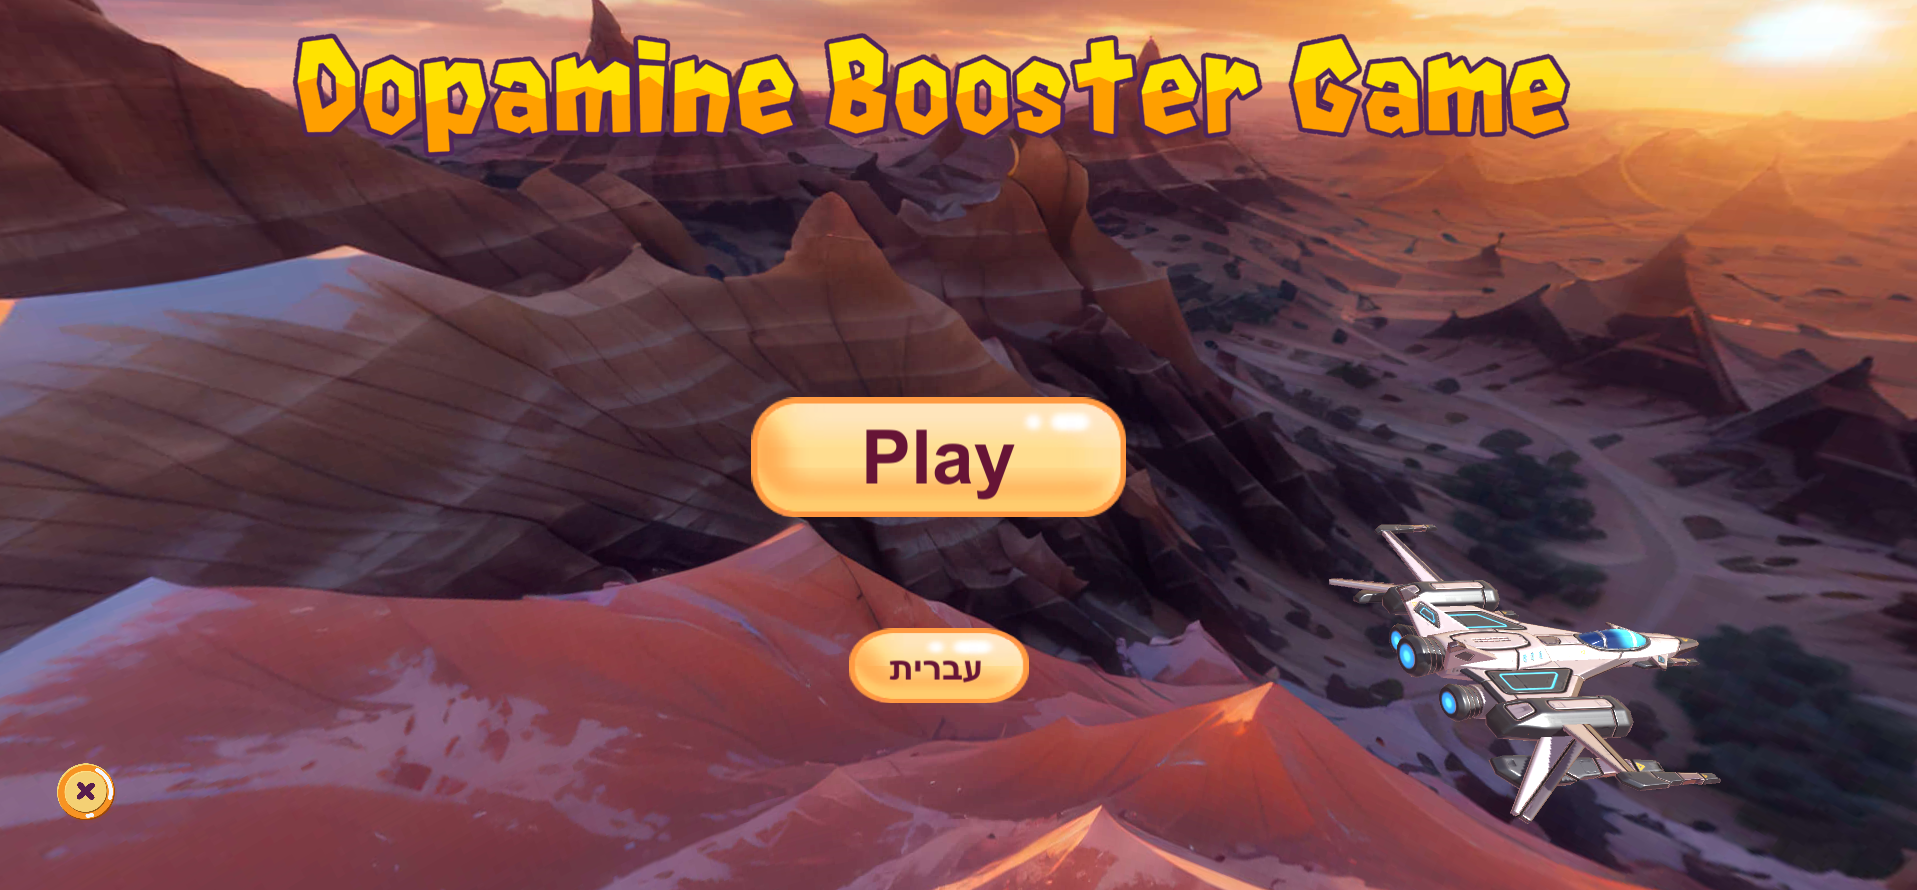 Dopamine Booster Game
Play
עברית